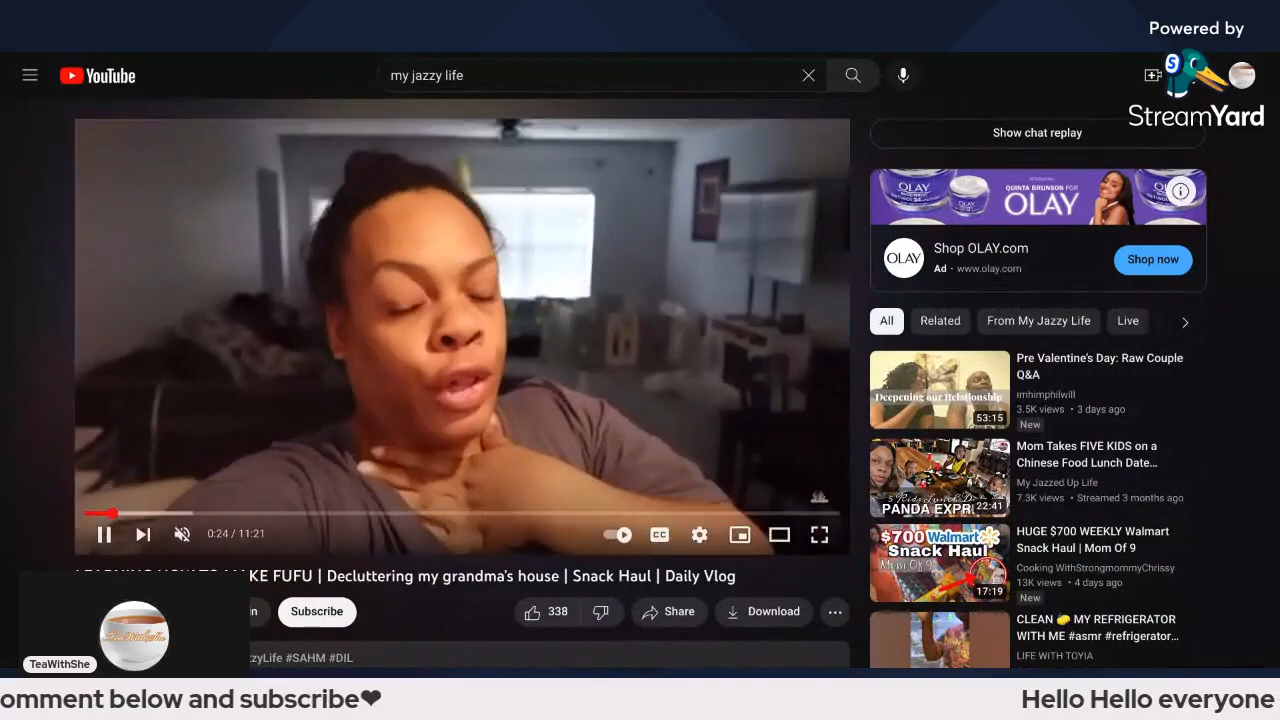 Powered by
StreamYard
YouTube
my jazzy life
Show chat replay
QUINTA BRUNSON FOR
OLAY
OLAY
OLAY
Shop OLAY.com
Ad · www.olay.com
Shop now
All
Related
From My Jazzy Life
Live
Deepening our Relationship
53:15
Pre Valentine's Day: Raw Couple
Q&A
imhimphilwill
3.5K views • 3 days ago
New
PANDA EXPR
22:41
Mom Takes FIVE KIDS on a
Chinese Food Lunch Date…
My Jazzed Up Life
7.3K views • Streamed 3 months ago
$700 Walmart
Snack Haul
Mom Of 9
17:19
HUGE $700 WEEKLY Walmart
Snack Haul | Mom Of 9
Cooking WithStrongmommyChrissy
13K views • 4 days ago
New
CLEAN 🧽 MY REFRIGERATOR
WITH ME #asmr #refrigerator…
LIFE WITH TOYIA
0:24 / 11:21
CC
KE FUFU | Decluttering my grandma's house | Snack Haul | Daily Vlog
in
Subscribe
338
Share
Download
zzyLife #SAHM #DIL
TeaWithShe
omment below and subscribe❤
Hello Hello everyone